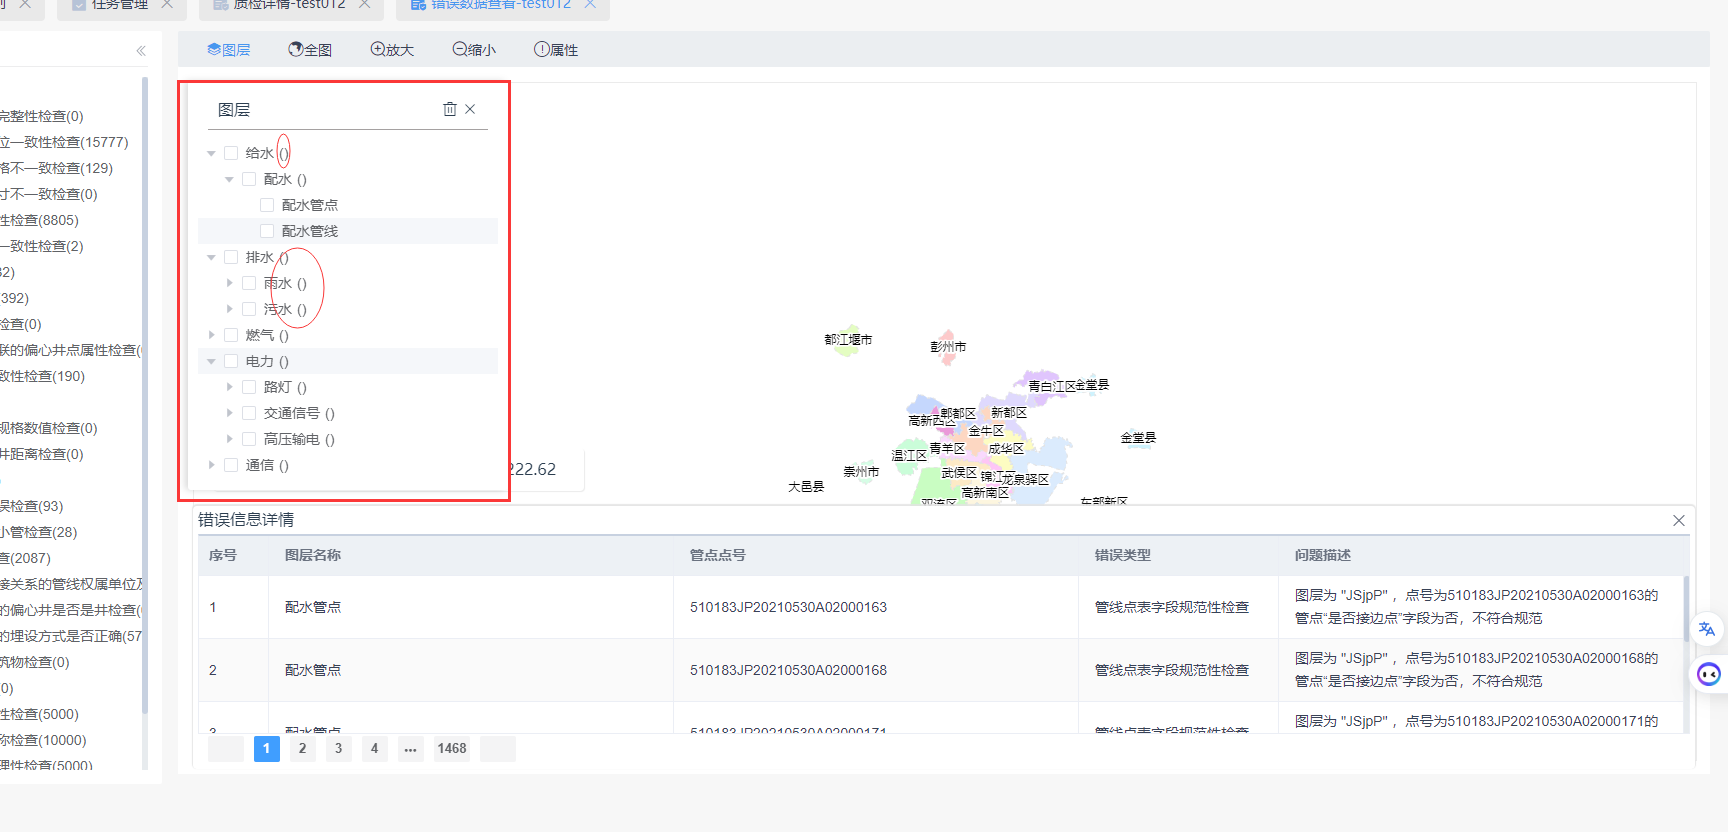 任务管理
质检详情-test012
错误数据查看-test012
图层
全图
放大
缩小
属性
完整性检查(0)
位一致性检查(15777)
格不一致检查(129)
寸不一致检查(0)
性检查(8805)
一致性检查(2)
32)
(392)
检查(0)
联的偏心井点属性检查(
致性检查(190)
规格数值检查(0)
井距离检查(0)
误检查(93)
小管检查(28)
查(2087)
接关系的管线权属单位及
的偏心井是否是井检查(
的埋设方式是否正确(57
筑物检查(0)
(0)
性检查(5000)
称检查(10000)
理性检查(5000)
图层
给水 ()
配水 ()
配水管点
配水管线
排水 ()
雨水 ()
污水 ()
燃气 ()
电力 ()
路灯 ()
交通信号 ()
高压输电 ()
通信 ()
222.62
都江堰市
彭州市
青白江区
金堂县
高新西区
郫都区
新都区
金牛区
金堂县
温江区
青羊区
成华区
崇州市
武侯区
锦江区
龙泉驿区
大邑县
高新南区
双流区
东部新区
错误信息详情
序号 图层名称 管点点号 错误类型 问题描述
1 配水管点 510183JP20210530A02000163 管线点表字段规范性检查 图层为 "JSjpP" ，点号为510183JP20210530A02000163的
管点“是否接边点”字段为否，不符合规范
2 配水管点 510183JP20210530A02000168 管线点表字段规范性检查 图层为 "JSjpP" ，点号为510183JP20210530A02000168的
管点“是否接边点”字段为否，不符合规范
3 配水管点 510183JP20210530A02000171 管线点表字段规范性检查 图层为 "JSjpP" ，点号为510183JP20210530A02000171的
1 2 3 4 ... 1468